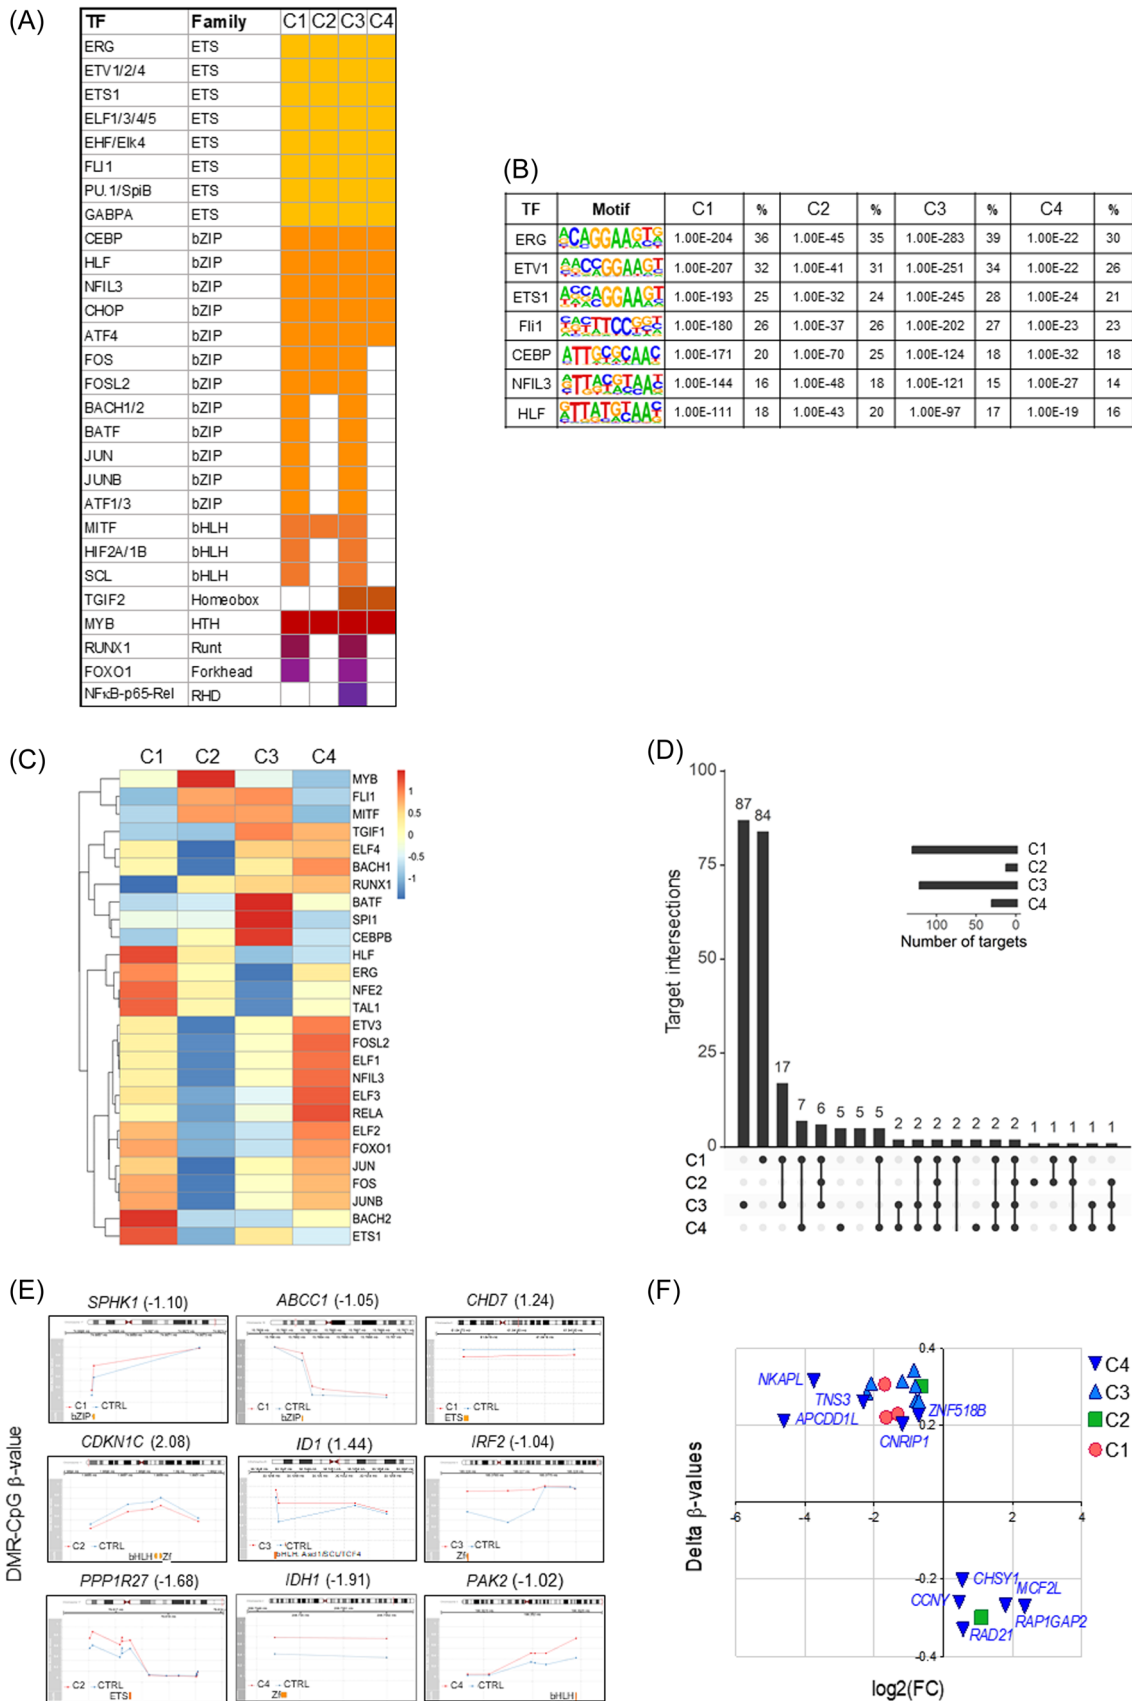 (A)
TF Family C1 C2 C3 C4
ERG ETS
ETV1/2/4 ETS
ETS1 ETS
ELF1/3/4/5 ETS
EHF/Elk4 ETS
FLI1 ETS
PU.1/SpiB ETS
GABPA ETS
CEBP bZIP
HLF bZIP
NFIL3 bZIP
CHOP bZIP
ATF4 bZIP
FOS bZIP
FOSL2 bZIP
BACH1/2 bZIP
BATF bZIP
JUN bZIP
JUNB bZIP
ATF1/3 bZIP
MITF bHLH
HIF2A/1B bHLH
SCL bHLH
TGIF2 Homeobox
MYB HTH
RUNX1 Runt
FOXO1 Forkhead
NFκB-p65-Rel RHD
(B)
TF Motif C1 % C2 % C3 % C4 %
ERG 1.00E-204 36 1.00E-45 35 1.00E-283 39 1.00E-22 30
ETV1 1.00E-207 32 1.00E-41 31 1.00E-251 34 1.00E-22 26
ETS1 1.00E-193 25 1.00E-32 24 1.00E-245 28 1.00E-24 21
Fli1 1.00E-180 26 1.00E-37 26 1.00E-202 27 1.00E-23 23
CEBP 1.00E-171 20 1.00E-70 25 1.00E-124 18 1.00E-32 18
NFIL3 1.00E-144 16 1.00E-48 18 1.00E-121 15 1.00E-27 14
HLF 1.00E-111 18 1.00E-43 20 1.00E-97 17 1.00E-19 16
(C)
C1 C2 C3 C4
MYB
FLI1
MITF
TGIF1
ELF4
BACH1
RUNX1
BATF
SPI1
CEBPB
HLF
ERG
NFE2
TAL1
ETV3
FOSL2
ELF1
NFIL3
ELF3
RELA
ELF2
FOXO1
JUN
FOS
JUNB
BACH2
ETS1
1
0.5
0
-0.5
-1
(D)
Target intersections
100
75
50
25
0
87 84 17 7 6 5 5 5 2 2 2 2 2 2 2 1 1 1 1 1
C1
C2
C3
C4
100 0
Number of targets
C1
C2
C3
C4
(E)
DMR-CpG β-value
SPHK1 (-1.10) ABCC1 (-1.05) CHD7 (1.24)
C1 CTRL C1 CTRL C1 CTRL
bZIP bZIP ETS
CDKN1C (2.08) ID1 (1.44) IRF2 (-1.04)
C2 CTRL C3 CTRL C3 CTRL
bHLH Zf Zf
PPP1R27 (-1.68) IDH1 (-1.91) PAK2 (-1.02)
C2 CTRL C4 CTRL C4 CTRL
ETS Zf bHLH
(F)
Delta β-values
0.4
0.2
0
-0.2
-0.4
-6 -4 -2 2 4
log2(FC)
NKAPL
TNS3
APCDD1L
ZNF518B
CNRIP1
CHSY1
MCF2L
CCNY
RAP1GAP2
RAD21
C4
C3
C2
C1